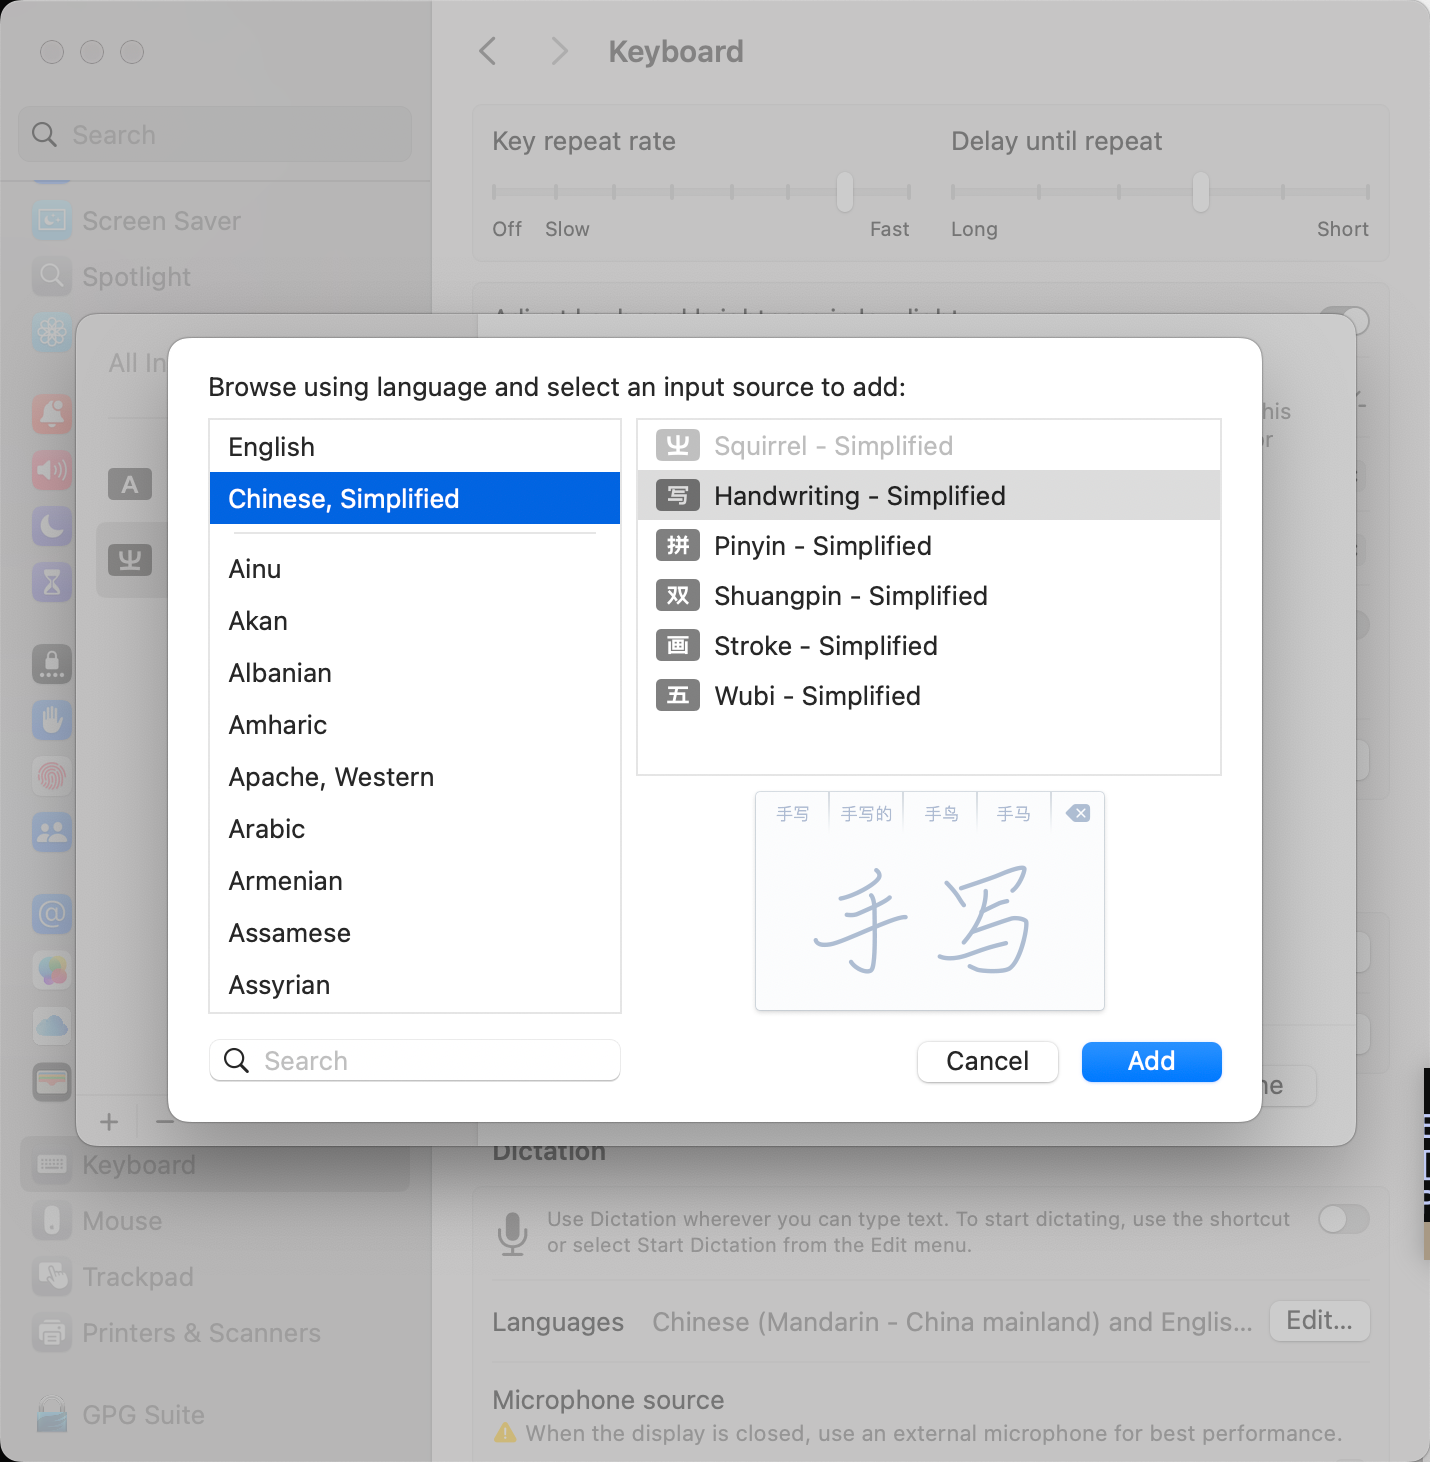 Keyboard
Search
Key repeat rate
Delay until repeat
Off
Slow
Fast
Long
Short
Screen Saver
Spotlight
All In
Browse using language and select an input source to add:
English
Chinese, Simplified
Ainu
Akan
Albanian
Amharic
Apache, Western
Arabic
Armenian
Assamese
Assyrian
Search
Squirrel - Simplified
写 Handwriting - Simplified
拼 Pinyin - Simplified
双 Shuangpin - Simplified
画 Stroke - Simplified
五 Wubi - Simplified
手写 手写的 手鸟 手马
手写
Cancel
Add
his
or
A
ne
Keyboard
Mouse
Trackpad
Printers & Scanners
GPG Suite
Dictation
Use Dictation wherever you can type text. To start dictating, use the shortcut
or select Start Dictation from the Edit menu.
Languages
Chinese (Mandarin - China mainland) and Englis...
Edit...
Microphone source
When the display is closed, use an external microphone for best performance.